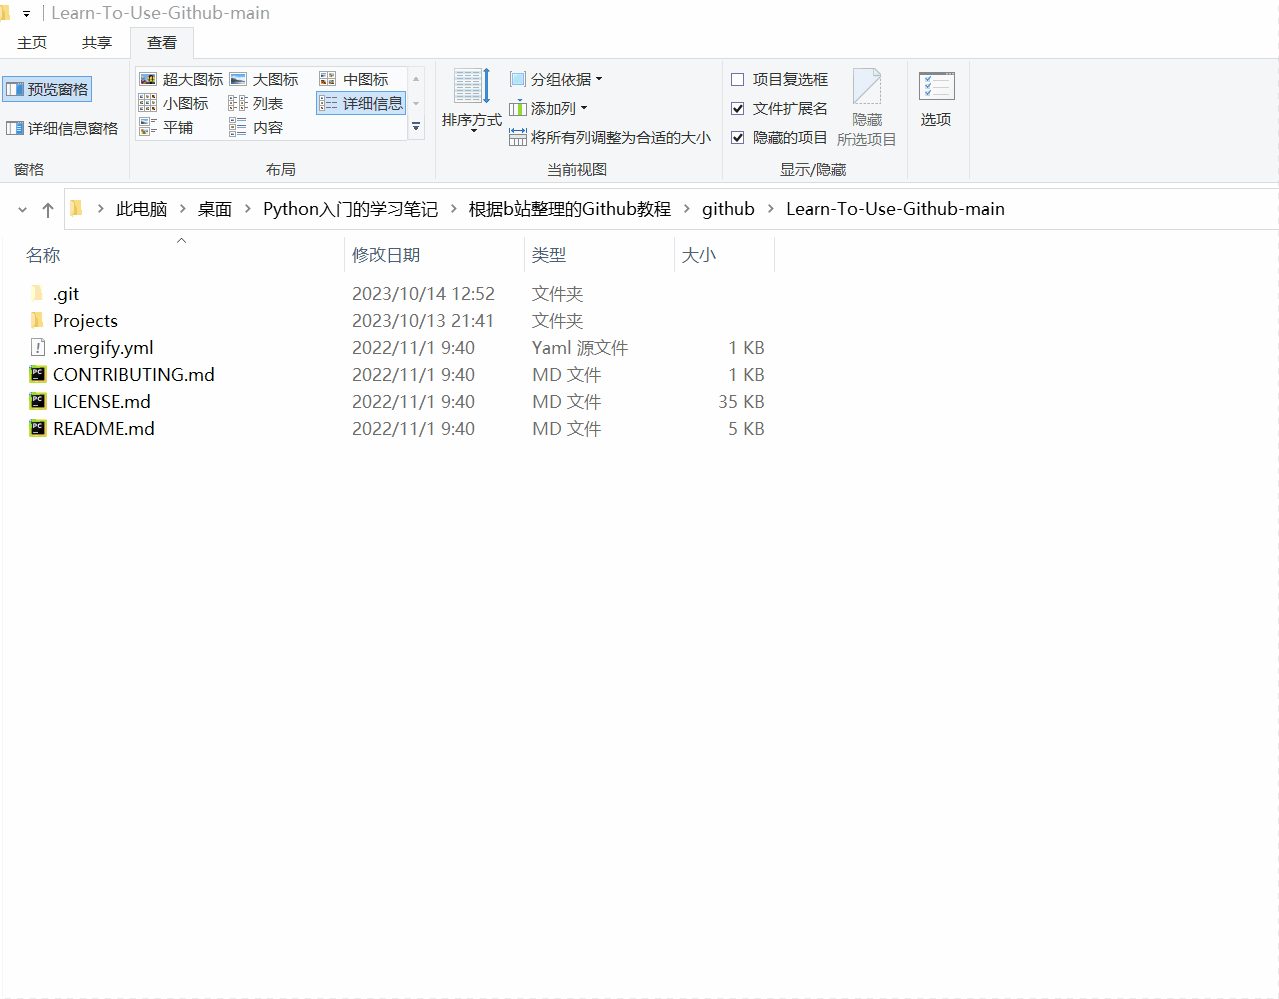 Learn-To-Use-Github-main
主页 共享 查看
预览窗格
详细信息窗格
窗格
超大图标 大图标 中图标
小图标 列表 详细信息
平铺 内容
布局
排序方式
分组依据
添加列
将所有列调整为合适的大小
当前视图
项目复选框
文件扩展名
隐藏的项目
隐藏
所选项目
显示/隐藏
选项
此电脑 桌面 Python入门的学习笔记 根据b站整理的Github教程 github Learn-To-Use-Github-main
名称 修改日期 类型 大小
.git 2023/10/14 12:52 文件夹
Projects 2023/10/13 21:41 文件夹
.mergify.yml 2022/11/1 9:40 Yaml 源文件 1 KB
CONTRIBUTING.md 2022/11/1 9:40 MD 文件 1 KB
LICENSE.md 2022/11/1 9:40 MD 文件 35 KB
README.md 2022/11/1 9:40 MD 文件 5 KB